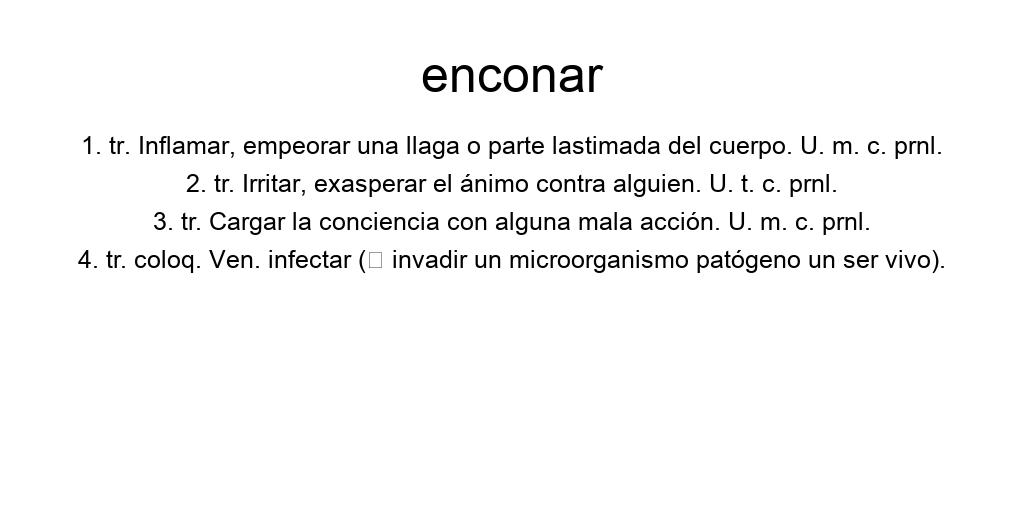 enconar
1. tr. Inflamar, empeorar una llaga o parte lastimada del cuerpo. U. m. c. prnl.
2. tr. Irritar, exasperar el ánimo contra alguien. U. t. c. prnl.
3. tr. Cargar la conciencia con alguna mala acción. U. m. c. prnl.
4. tr. coloq. Ven. infectar (□ invadir un microorganismo patógeno un ser vivo).